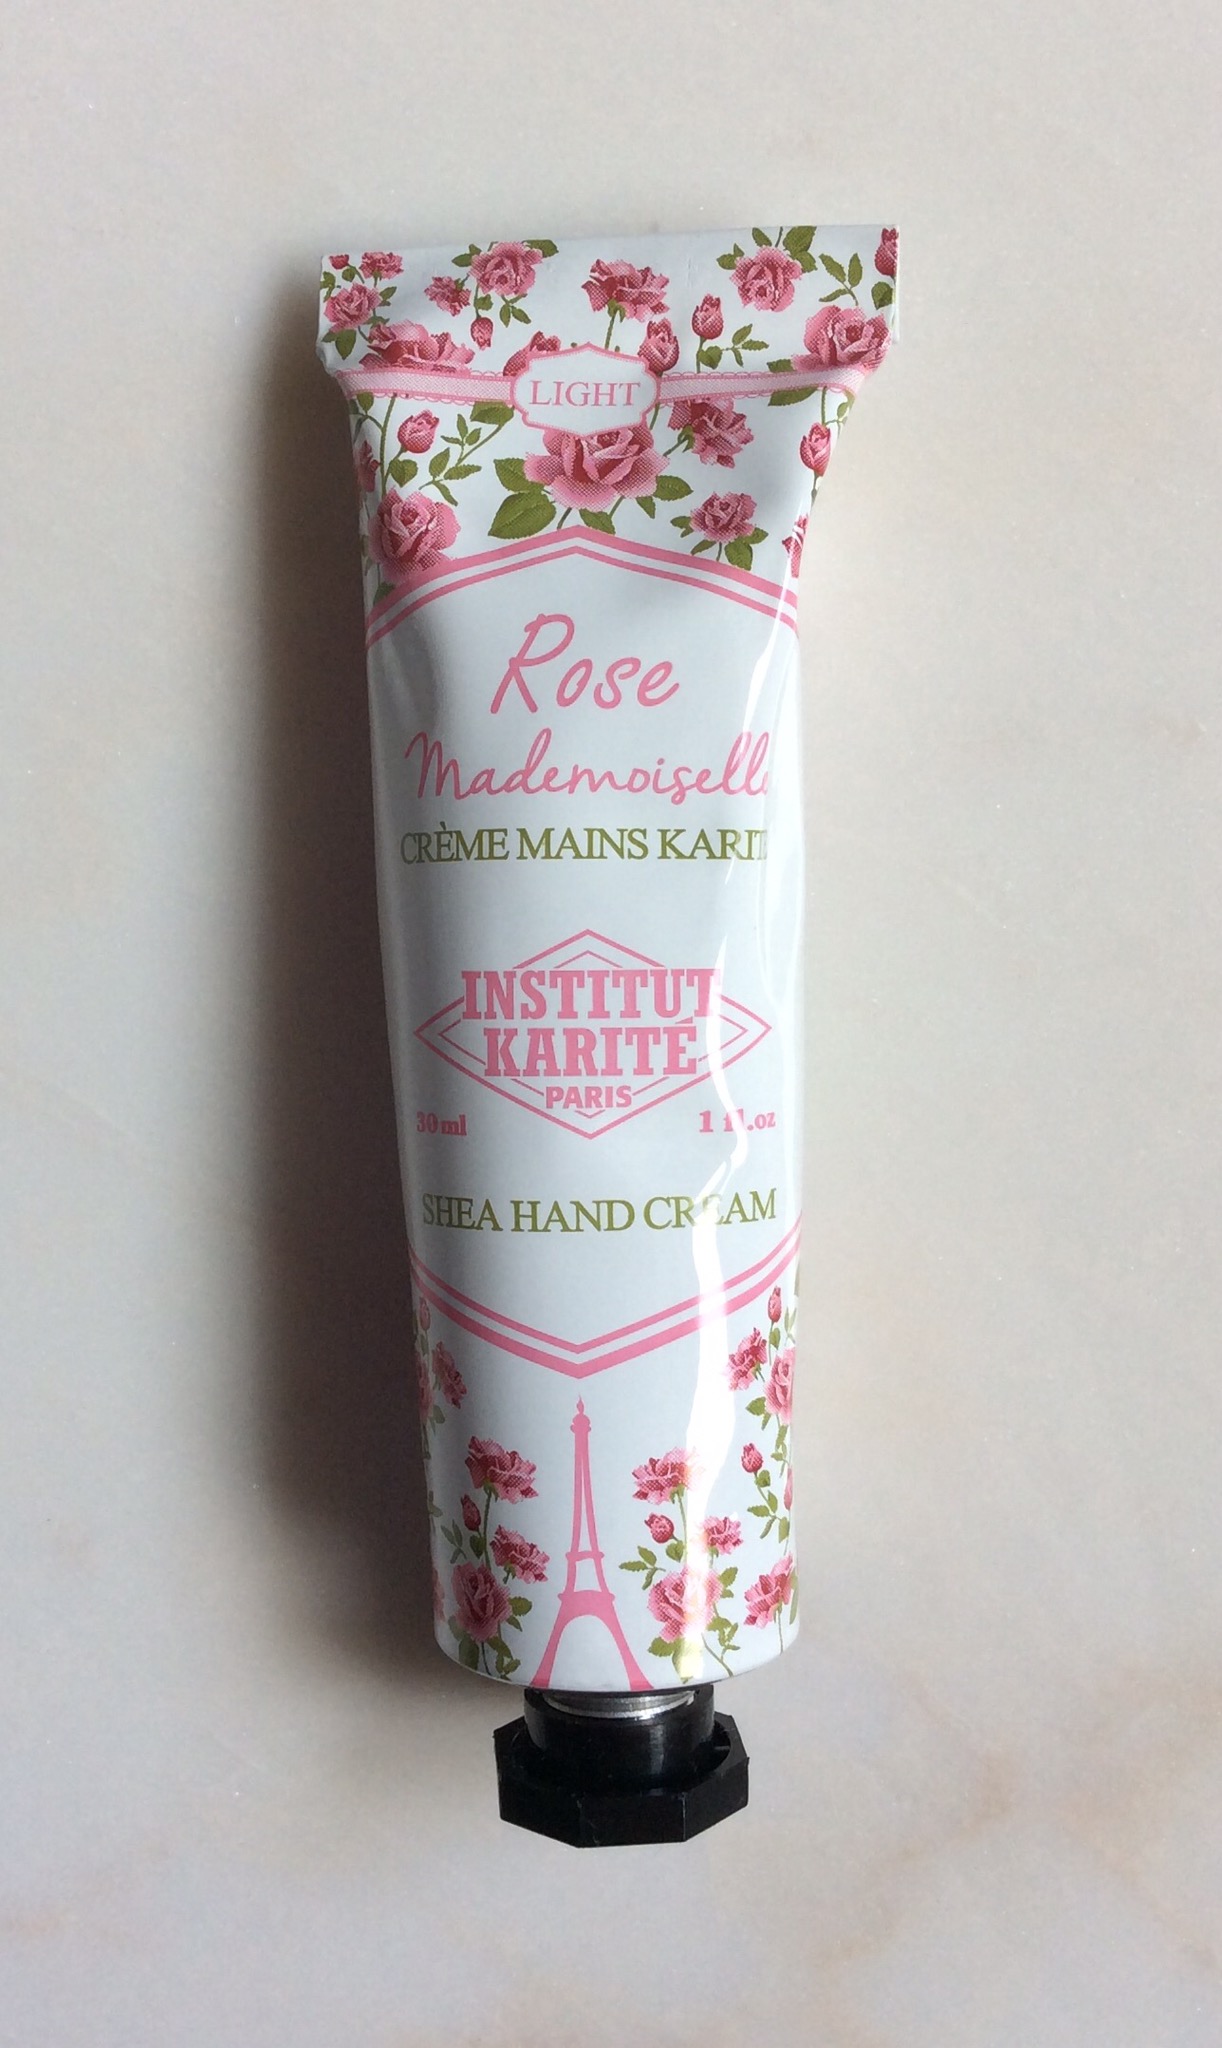 LIGHT
Rose
Mademoiselle
CRÈME MAINS KARITÉ
INSTITUT
KARITÉ
PARIS
30 ml 1 fl.oz
SHEA HAND CREAM